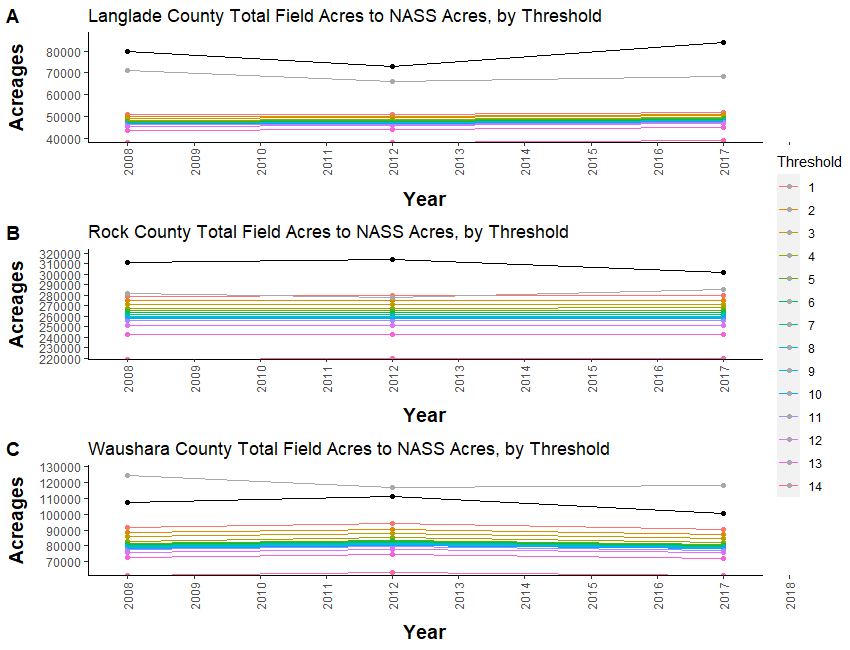 A Langlade County Total Field Acres to NASS Acres, by Threshold
Acreages
80000
70000
60000
50000
40000
2008 2009 2010 2011 2012 2013 2014 2015 2016 2017
Year
B Rock County Total Field Acres to NASS Acres, by Threshold
Acreages
320000
310000
300000
290000
280000
270000
260000
250000
240000
230000
220000
2008 2009 2010 2011 2012 2013 2014 2015 2016 2017
Year
C Waushara County Total Field Acres to NASS Acres, by Threshold
Acreages
130000
120000
110000
100000
90000
80000
70000
2008 2009 2010 2011 2012 2013 2014 2015 2016 2017 2018
Year
Threshold
1
2
3
4
5
6
7
8
9
10
11
12
13
14